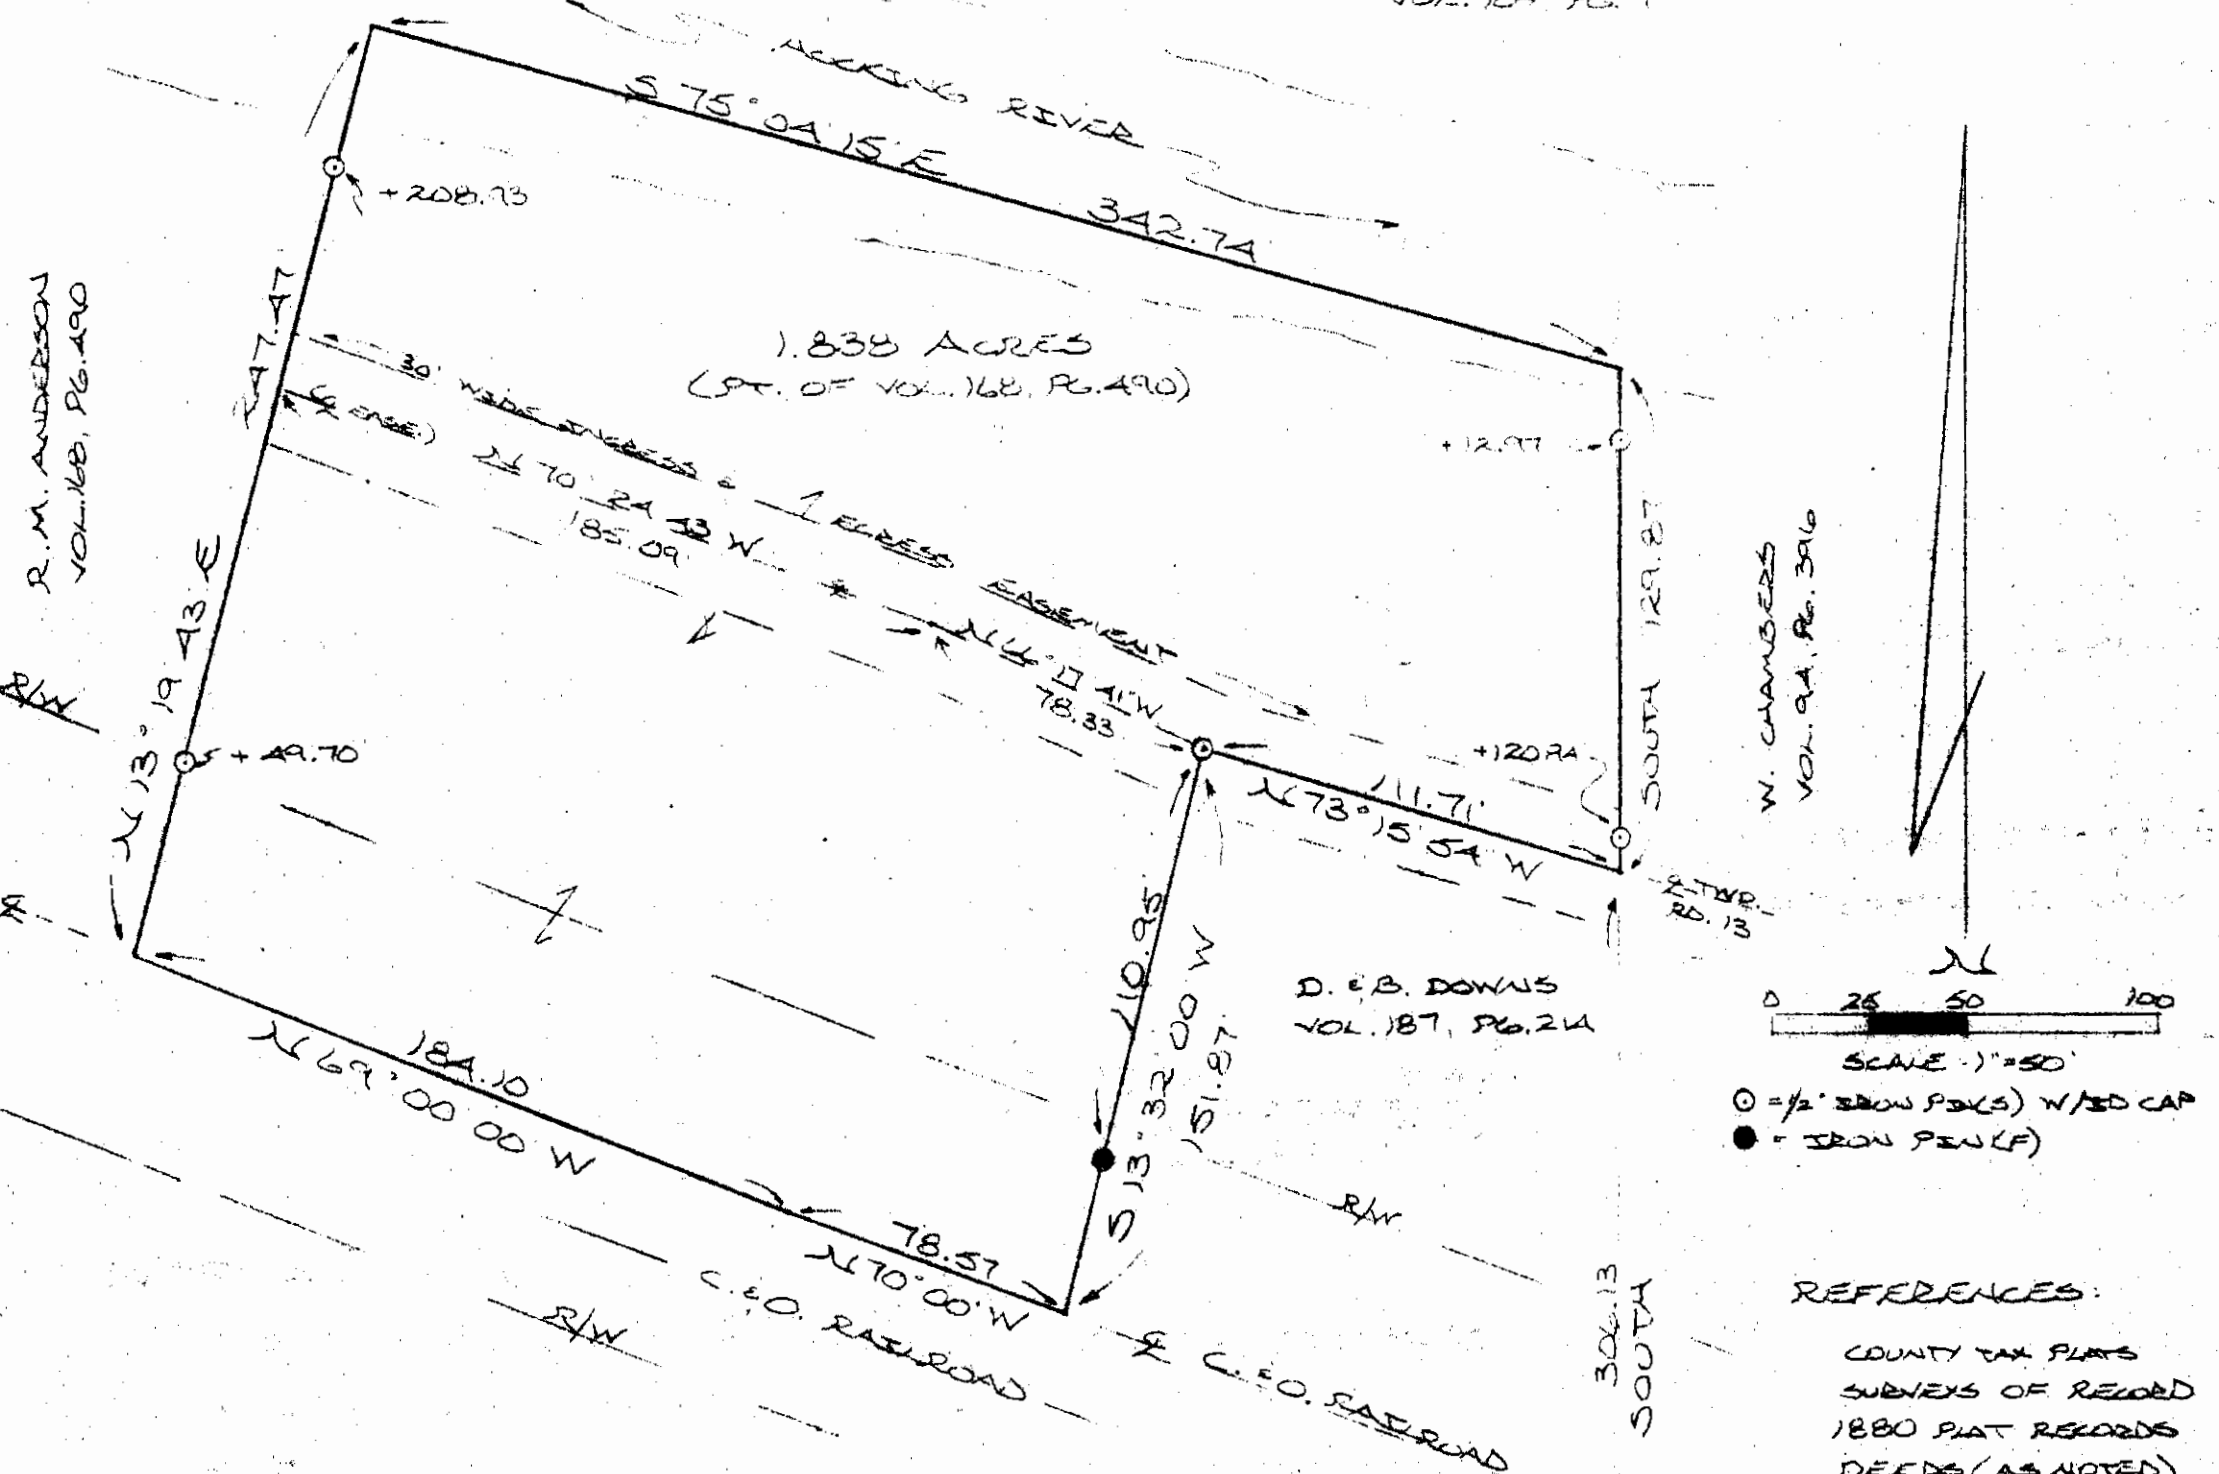 HOCKING RIVER
S 75° 04' 15" E
342.74
+208.93
247.47
R.M. ANDERSON
VOL.168, PG.490
1.838 ACRES
(PT. OF VOL.168, PG.490)
30' WIDE INGRESS & EGRESS EASEMENT
(℄ EASE.)
N 70 24 W
185.09
+12.97
SOUTH 129.87
W. CHAMBERS
VOL. 94, PG. 396
78.33
N 13° 19' 43" E
+49.70
R/W
+120.94
111.71'
N 73° 15' 54" W
℄ TWP.
RD. 13
110.95
S 13° 32' 00" W
151.87'
D. & B. DOWNS
VOL. 187, PG. 214
N
0 25 50 100
SCALE - 1"=50'
⊙ = 1/2" IRON PIN(S) W/ID CAP
● = IRON PIN(F)
184.10
N 69° 00' 00" W
78.57
N 70° 00' W
R/W
R/W
C. & O. RAILROAD
℄ C. & O. RAILROAD
306.13
SOUTH
REFERENCES:
COUNTY TAX PLATS
SURVEYS OF RECORD
1880 PLAT RECORDS
DEEDS (AS NOTED)